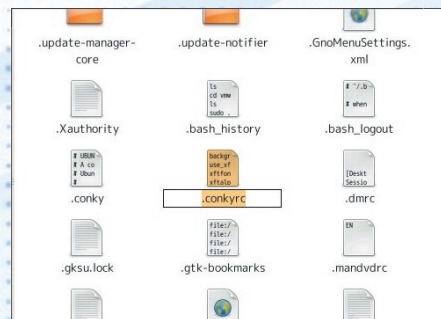 .update-manager-
core
.update-notifier
.GnoMenuSettings.
xml
ls
cd vmw
ls
sudo .
# ~/.b
# when
.Xauthority
.bash_history
.bash_logout
# UBUN
# A co
# Ubun
#
backgr
use_xf
xftfon
xftalp
[Deskt
Sessio
.conky
.conkyrc
.dmrc
file:/
file:/
file:/
file:/
EN
.gksu.lock
.gtk-bookmarks
.mandvdrc